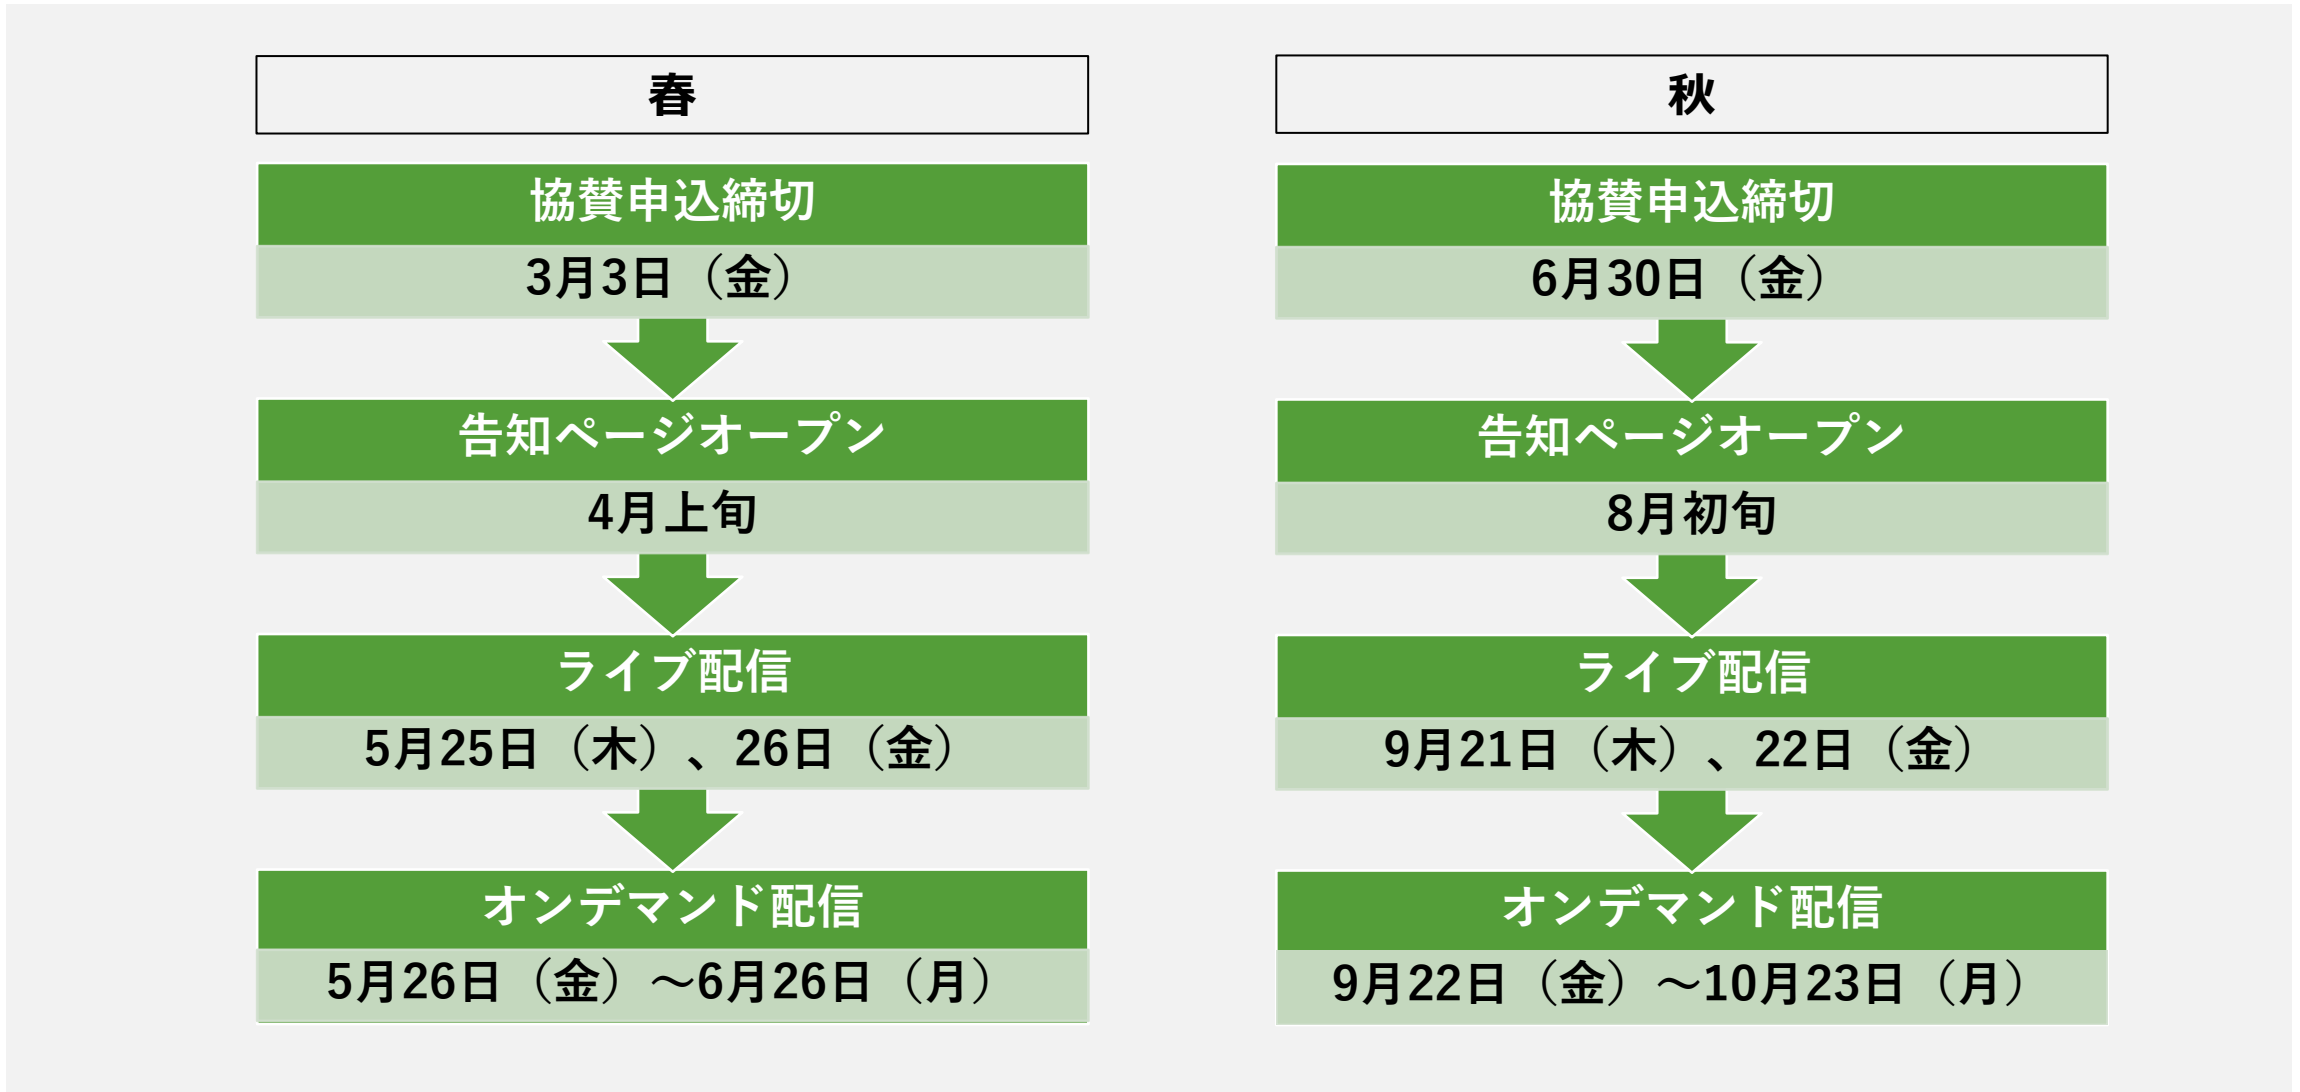 春
協賛申込締切
3月3日（金）
告知ページオープン
4月上旬
ライブ配信
5月25日（木）、26日（金）
オンデマンド配信
5月26日（金）～6月26日（月）
秋
協賛申込締切
6月30日（金）
告知ページオープン
8月初旬
ライブ配信
9月21日（木）、22日（金）
オンデマンド配信
9月22日（金）～10月23日（月）